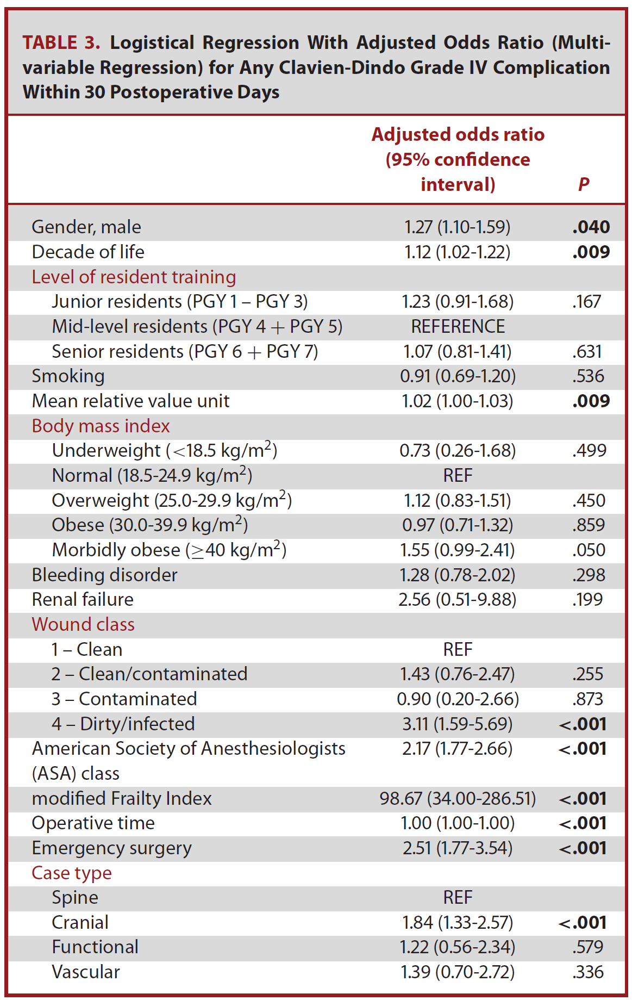 TABLE 3. Logistical Regression With Adjusted Odds Ratio (Multi-
variable Regression) for Any Clavien-Dindo Grade IV Complication
Within 30 Postoperative Days
Adjusted odds ratio
(95% confidence
interval) P
Gender, male 1.27 (1.10-1.59) .040
Decade of life 1.12 (1.02-1.22) .009
Level of resident training
Junior residents (PGY 1 – PGY 3) 1.23 (0.91-1.68) .167
Mid-level residents (PGY 4 + PGY 5) REFERENCE
Senior residents (PGY 6 + PGY 7) 1.07 (0.81-1.41) .631
Smoking 0.91 (0.69-1.20) .536
Mean relative value unit 1.02 (1.00-1.03) .009
Body mass index
Underweight (<18.5 kg/m²) 0.73 (0.26-1.68) .499
Normal (18.5-24.9 kg/m²) REF
Overweight (25.0-29.9 kg/m²) 1.12 (0.83-1.51) .450
Obese (30.0-39.9 kg/m²) 0.97 (0.71-1.32) .859
Morbidly obese (≥40 kg/m²) 1.55 (0.99-2.41) .050
Bleeding disorder 1.28 (0.78-2.02) .298
Renal failure 2.56 (0.51-9.88) .199
Wound class
1 – Clean REF
2 – Clean/contaminated 1.43 (0.76-2.47) .255
3 – Contaminated 0.90 (0.20-2.66) .873
4 – Dirty/infected 3.11 (1.59-5.69) <.001
American Society of Anesthesiologists 2.17 (1.77-2.66) <.001
(ASA) class
modified Frailty Index 98.67 (34.00-286.51) <.001
Operative time 1.00 (1.00-1.00) <.001
Emergency surgery 2.51 (1.77-3.54) <.001
Case type
Spine REF
Cranial 1.84 (1.33-2.57) <.001
Functional 1.22 (0.56-2.34) .579
Vascular 1.39 (0.70-2.72) .336